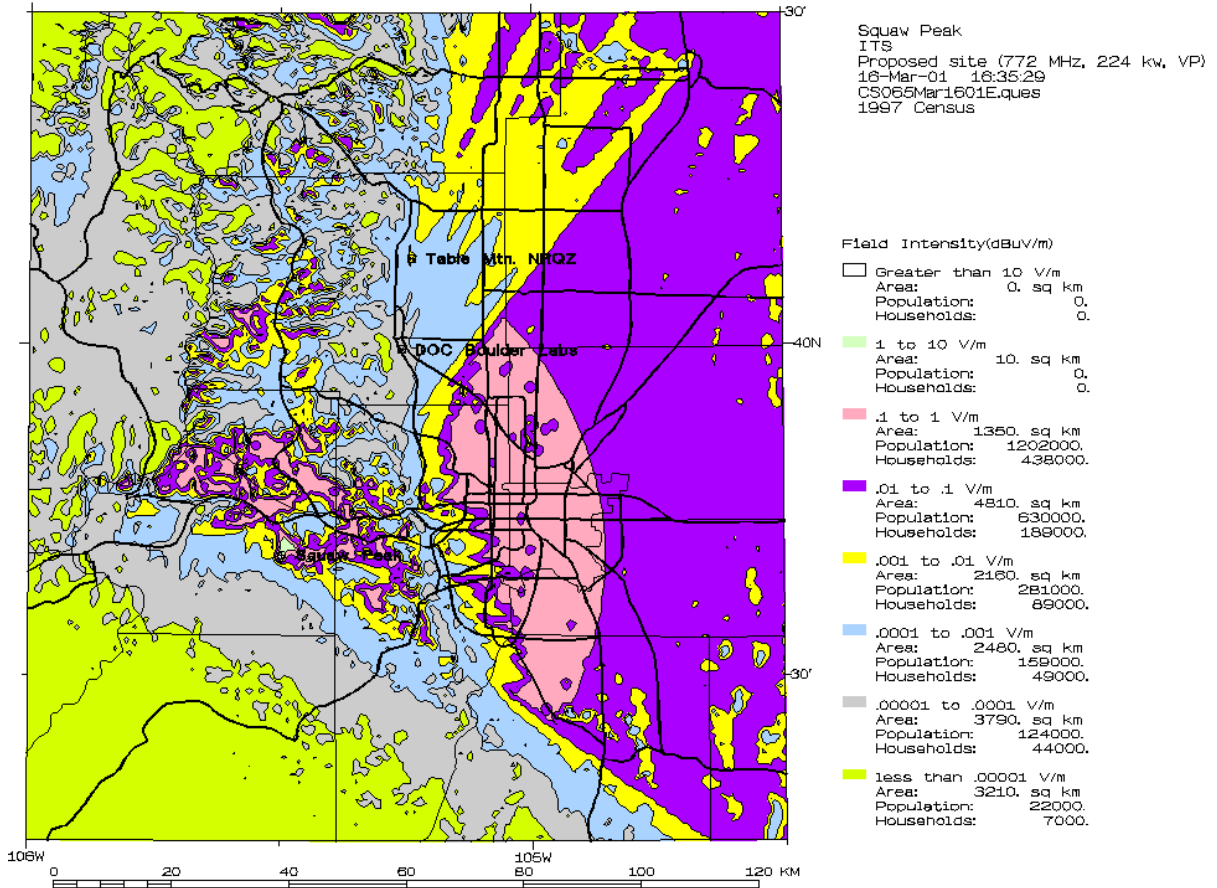 30'
Squaw Peak
ITS
Proposed site (772 MHz, 224 kw, VP)
16-Mar-01 16:35:29
CS065Mar1601E.ques
1997 Census
Table Mtn. NRQZ
40N
DOC Boulder Labs
Squaw Peak
30'
106W
105W
0 20 40 60 80 100 120 KM
Field Intensity(dBuV/m)
Greater than 10 V/m
Area: 0. sq km
Population: 0.
Households: 0.
1 to 10 V/m
Area: 10. sq km
Population: 0.
Households: 0.
.1 to 1 V/m
Area: 1350. sq km
Population: 1202000.
Households: 438000.
.01 to .1 V/m
Area: 4810. sq km
Population: 630000.
Households: 189000.
.001 to .01 V/m
Area: 2160. sq km
Population: 281000.
Households: 89000.
.0001 to .001 V/m
Area: 2480. sq km
Population: 159000.
Households: 49000.
.00001 to .0001 V/m
Area: 3790. sq km
Population: 124000.
Households: 44000.
less than .00001 V/m
Area: 3210. sq km
Population: 22000.
Households: 7000.